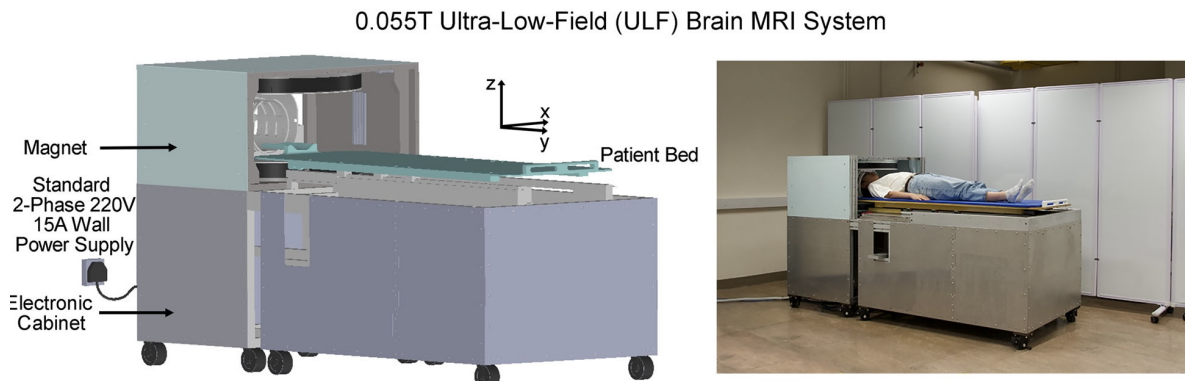 0.055T Ultra-Low-Field (ULF) Brain MRI System
z
x
y
Magnet
Patient Bed
Standard
2-Phase 220V
15A Wall
Power Supply
Electronic
Cabinet